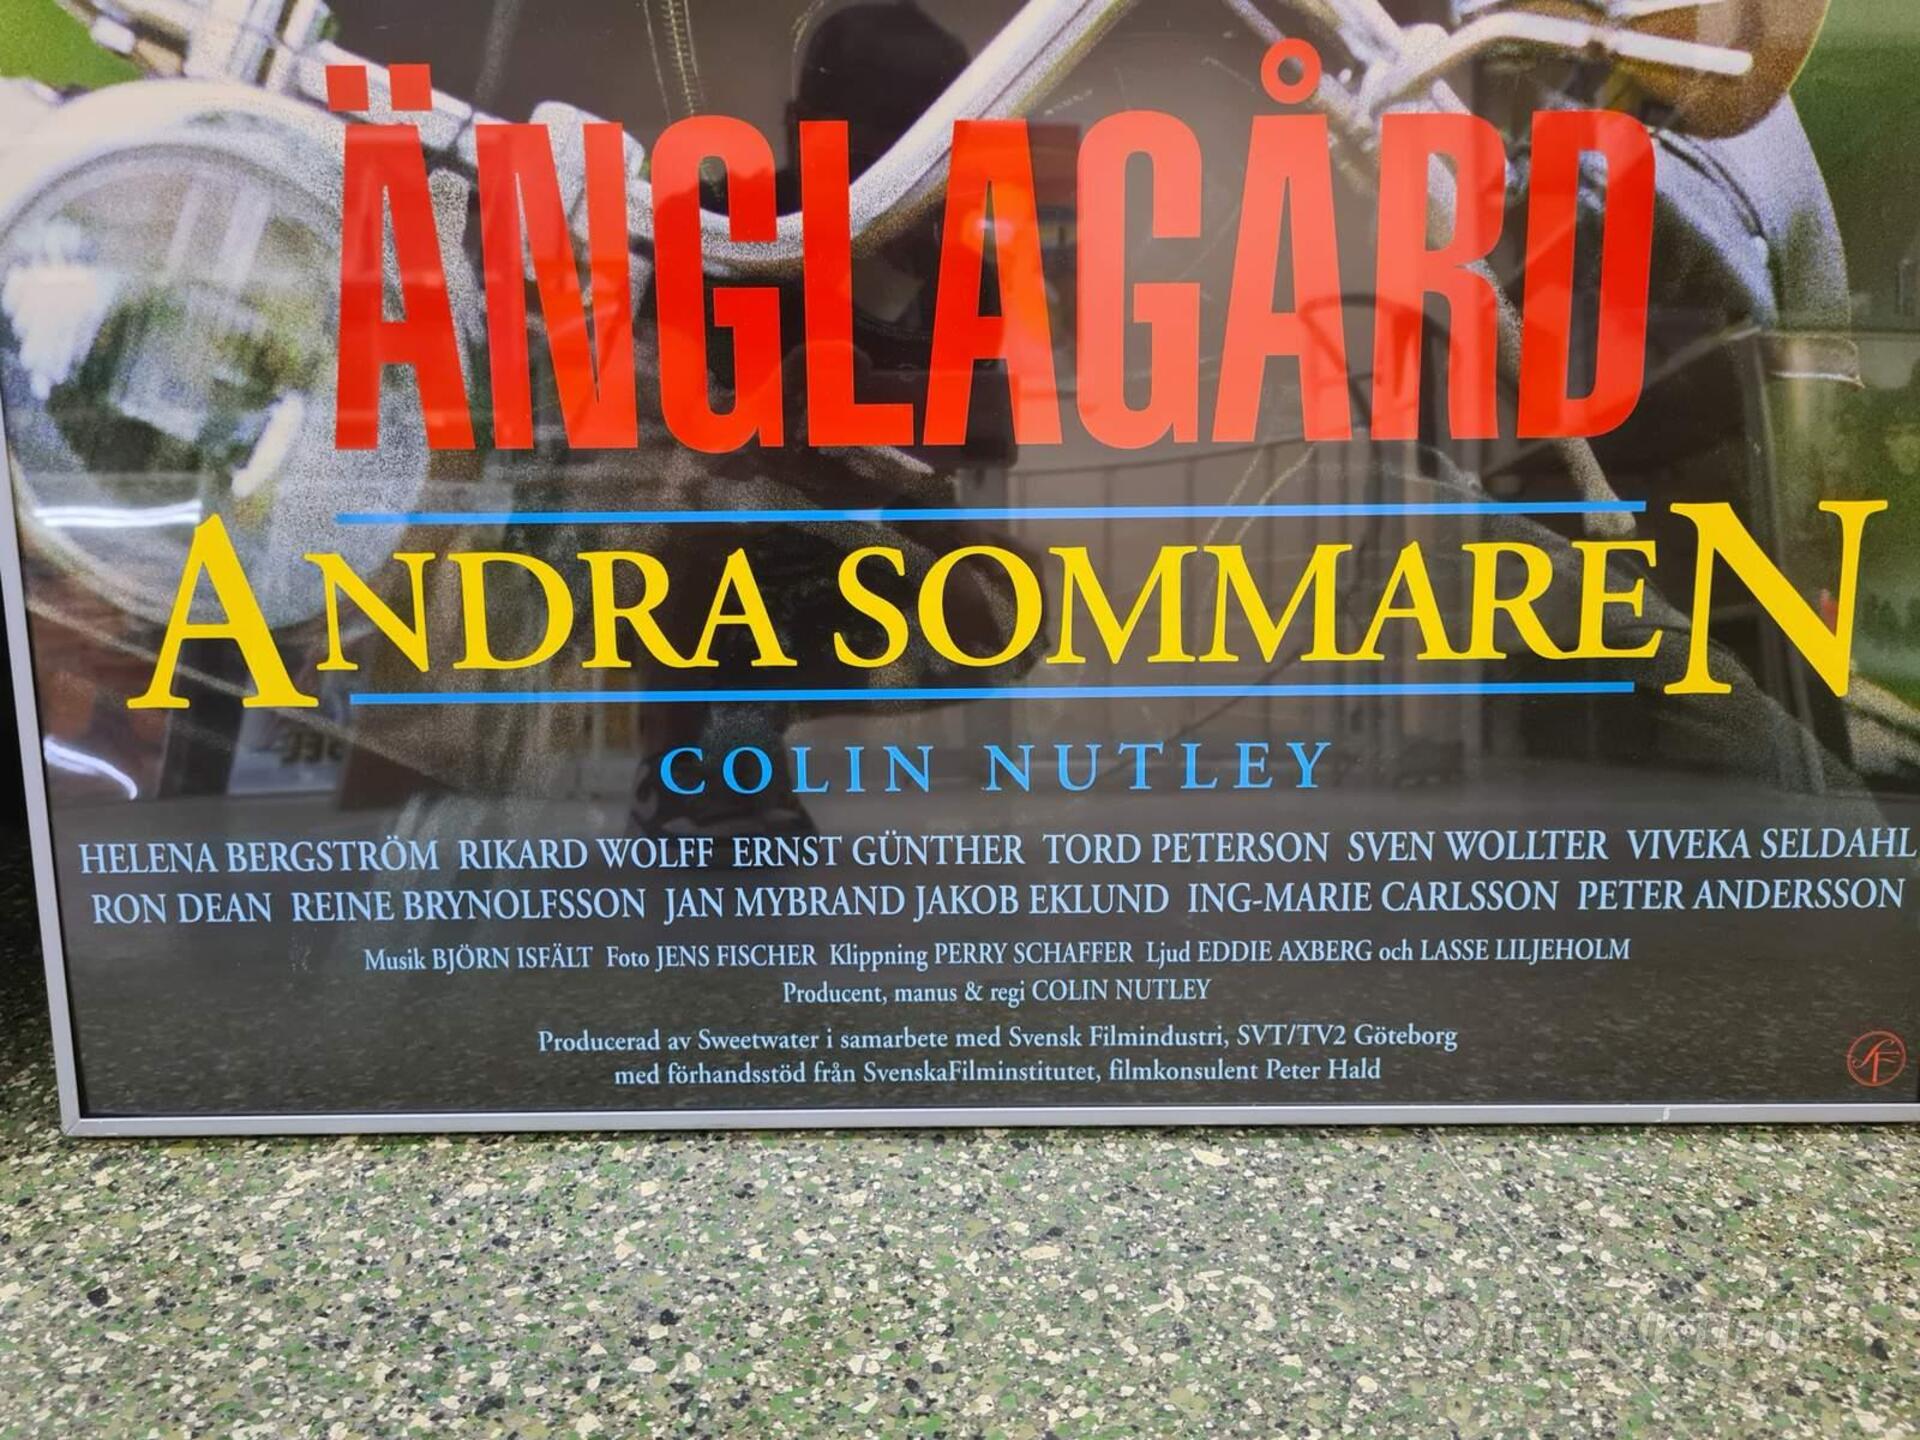 ÄNGLAGÅRD
ANDRA SOMMAREN
COLIN NUTLEY
HELENA BERGSTRÖM RIKARD WOLFF ERNST GÜNTHER TORD PETERSON SVEN WOLLTER VIVEKA SELDAHL
RON DEAN REINE BRYNOLFSSON JAN MYBRAND JAKOB EKLUND ING-MARIE CARLSSON PETER ANDERSSON
Musik BJÖRN ISFÄLT Foto JENS FISCHER Klippning PERRY SCHAFFER Ljud EDDIE AXBERG och LASSE LILJEHOLM
Producent, manus & regi COLIN NUTLEY
Producerad av Sweetwater i samarbete med Svensk Filmindustri, SVT/TV2 Göteborg
med förhandsstöd från SvenskaFilminstitutet, filmkonsulent Peter Hald
SF